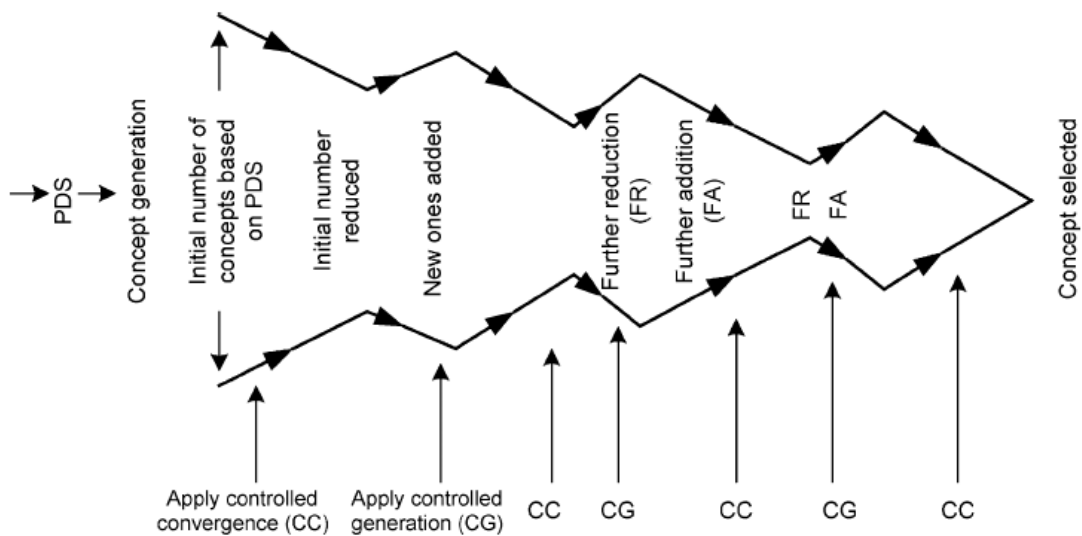 PDS
Concept generation
Initial number of
concepts based
on PDS
Initial number
reduced
New ones added
Further reduction
(FR)
Further addition
(FA)
FR
FA
Concept selected
Apply controlled
convergence (CC)
Apply controlled
generation (CG)
CC
CG
CC
CG
CC